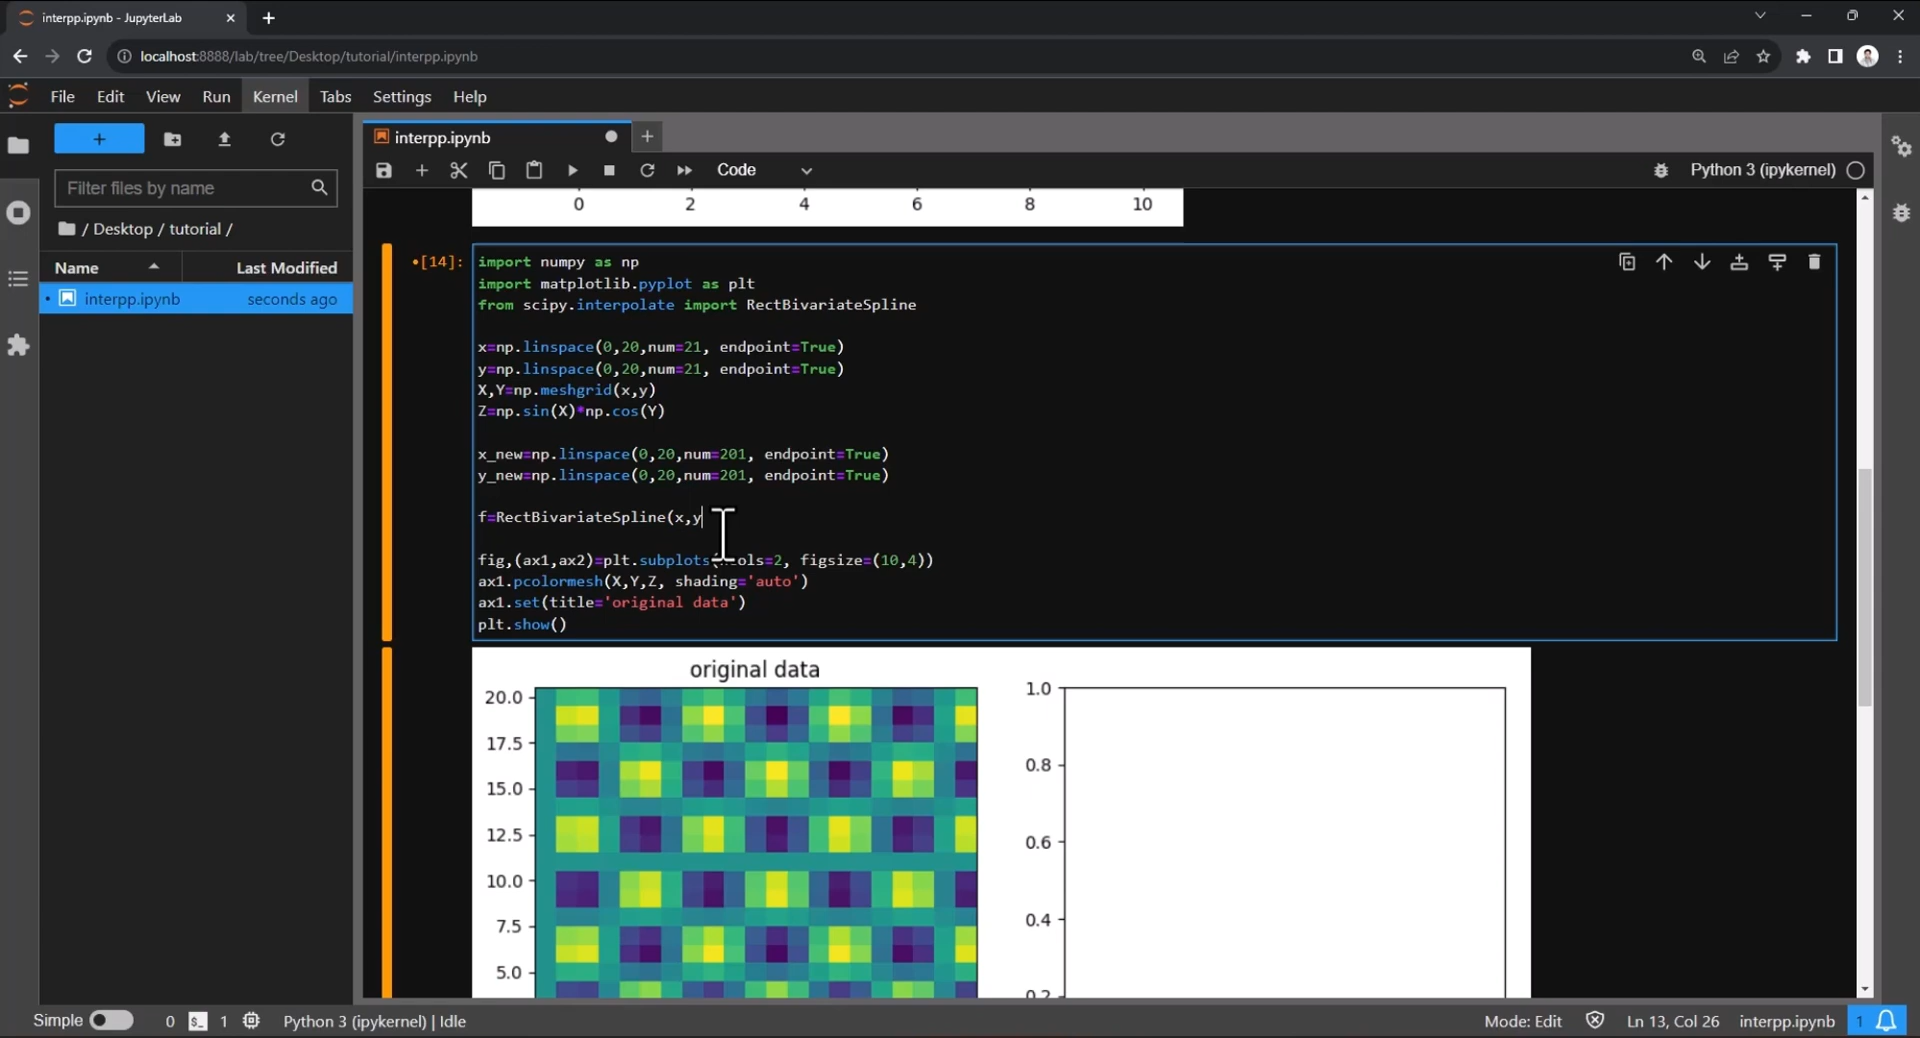 interpp.ipynb - JupyterLab
localhost:8888/lab/tree/Desktop/tutorial/interpp.ipynb
File Edit View Run Kernel Tabs Settings Help
Filter files by name
/ Desktop / tutorial /
Name Last Modified
interpp.ipynb seconds ago
interpp.ipynb
Code
Python 3 (ipykernel)
0 2 4 6 8 10
[14]:
import numpy as np
import matplotlib.pyplot as plt
from scipy.interpolate import RectBivariateSpline
x=np.linspace(0,20,num=21, endpoint=True)
y=np.linspace(0,20,num=21, endpoint=True)
X,Y=np.meshgrid(x,y)
Z=np.sin(X)*np.cos(Y)
x_new=np.linspace(0,20,num=201, endpoint=True)
y_new=np.linspace(0,20,num=201, endpoint=True)
f=RectBivariateSpline(x,y
fig,(ax1,ax2)=plt.subplots(ncols=2, figsize=(10,4))
ax1.pcolormesh(X,Y,Z, shading='auto')
ax1.set(title='original data')
plt.show()
original data
20.0
17.5
15.0
12.5
10.0
7.5
5.0
1.0
0.8
0.6
0.4
0.2
Simple 0 $_ 1 Python 3 (ipykernel) | Idle
Mode: Edit Ln 13, Col 26 interpp.ipynb 1